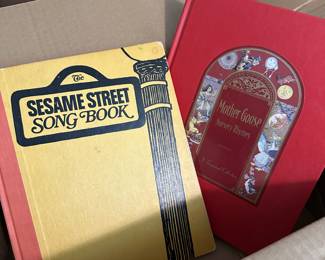 The
SESAME STREET
SONG BOOK
Mother Goose
Nursery Rhymes